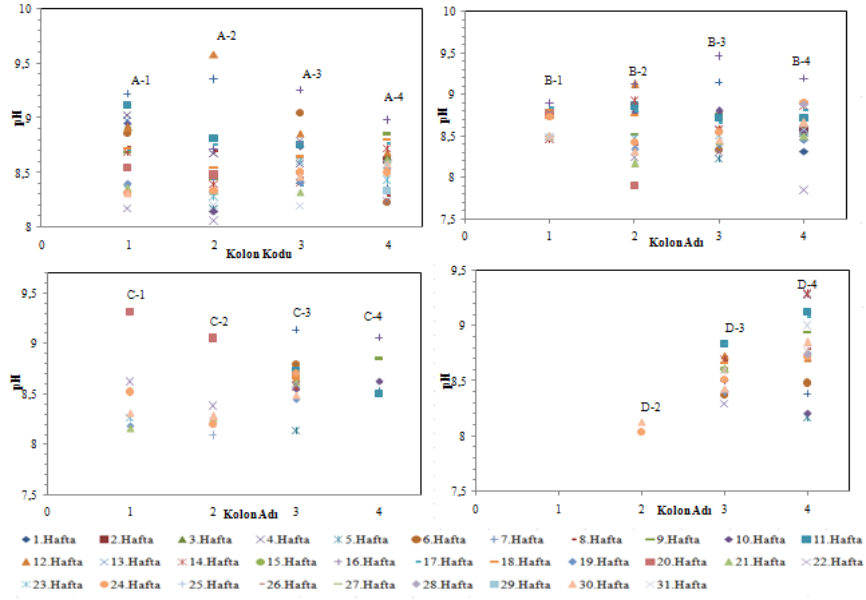 10
9,5
9
8,5
8
pH
0 1 2 3 4
A-1
A-2
A-3
A-4
Kolon Kodu
10
9,5
9
8,5
8
7,5
pH
0 1 2 3 4
B-1
B-2
B-3
B-4
Kolon Adı
9,5
9
8,5
8
7,5
pH
0 1 2 3 4
C-1
C-2
C-3
C-4
Kolon Adı
9,5
9
8,5
8
7,5
pH
0 1 2 3 4
D-2
D-3
D-4
Kolon Adı
1.Hafta 2.Hafta 3.Hafta 4.Hafta 5.Hafta 6.Hafta 7.Hafta 8.Hafta 9.Hafta 10.Hafta 11.Hafta
12.Hafta 13.Hafta 14.Hafta 15.Hafta 16.Hafta 17.Hafta 18.Hafta 19.Hafta 20.Hafta 21.Hafta 22.Hafta
23.Hafta 24.Hafta 25.Hafta 26.Hafta 27.Hafta 28.Hafta 29.Hafta 30.Hafta 31.Hafta